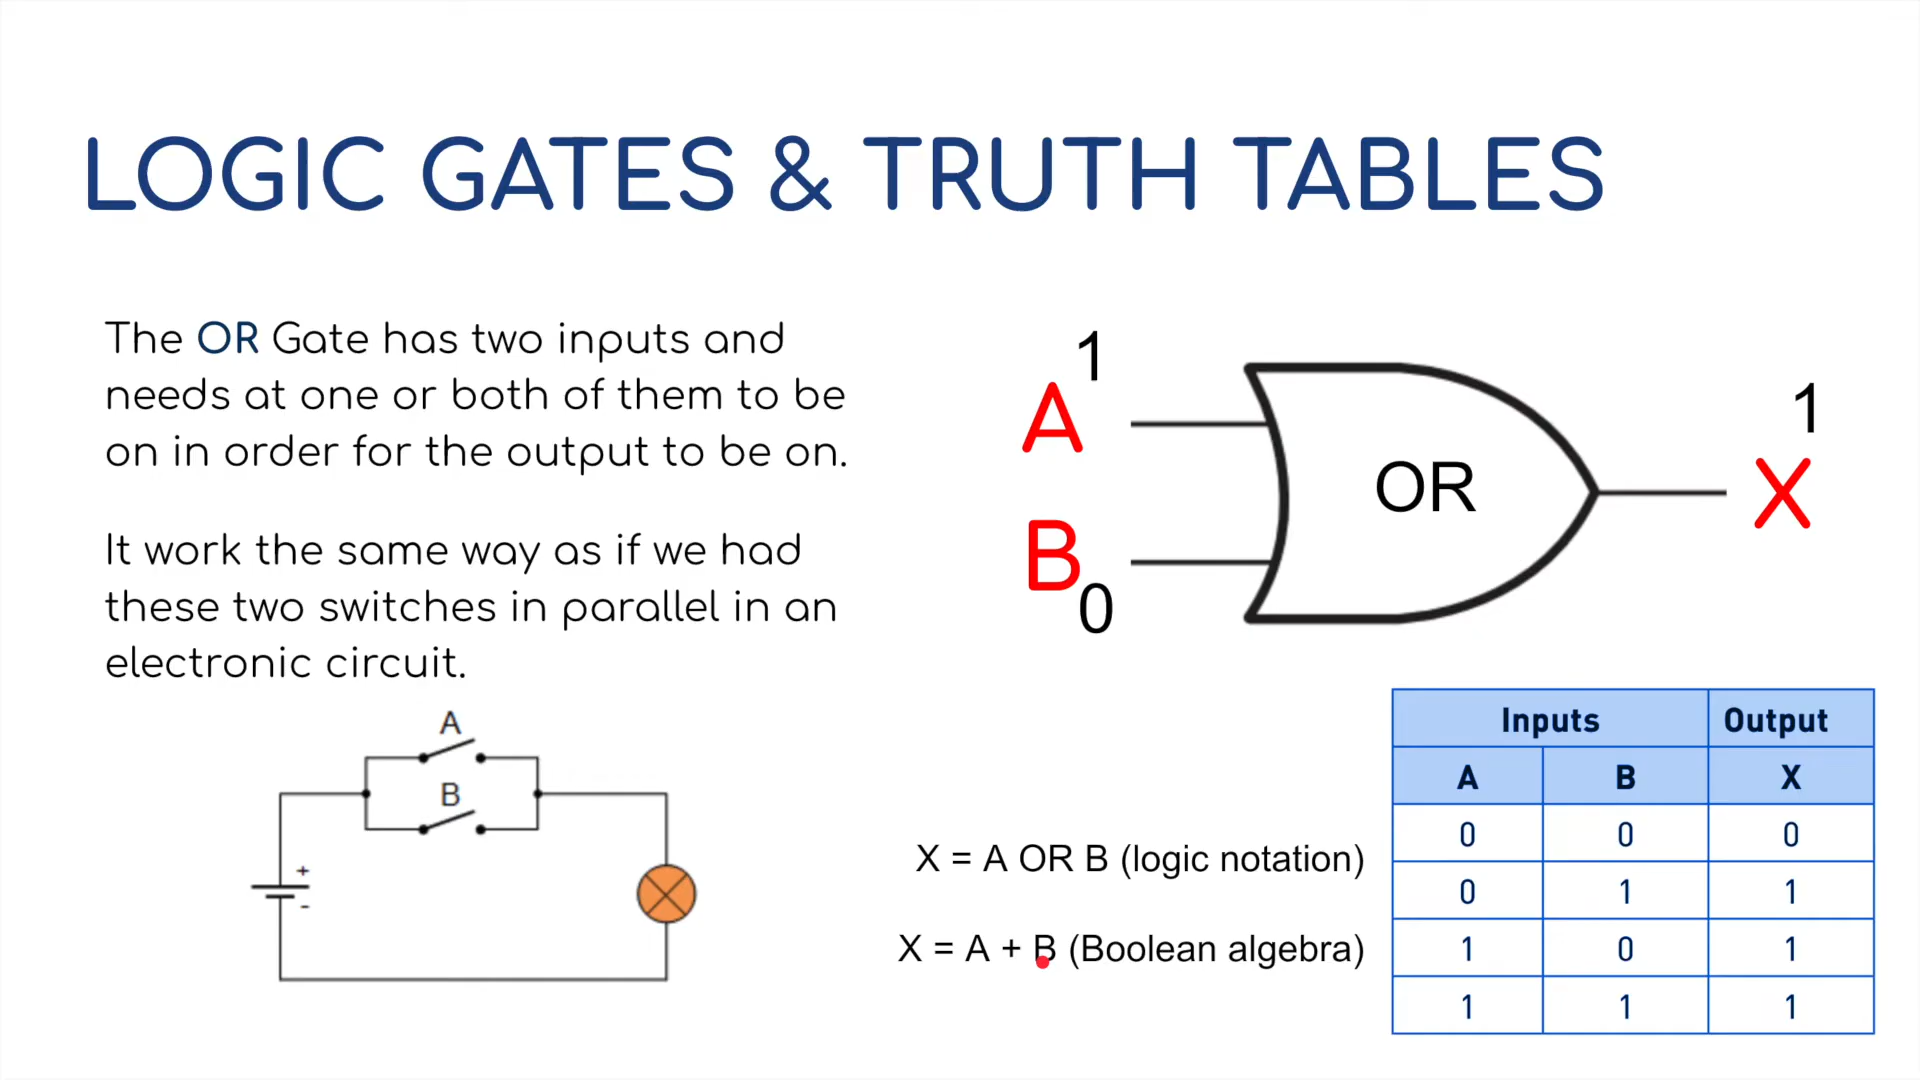 LOGIC GATES & TRUTH TABLES
The OR Gate has two inputs and
needs at one or both of them to be
on in order for the output to be on.
It work the same way as if we had
these two switches in parallel in an
electronic circuit.
A
B
+
-
1
A
B
0
OR
1
X
X = A OR B (logic notation)
X = A + B (Boolean algebra)
Inputs Output
A B X
0 0 0
0 1 1
1 0 1
1 1 1